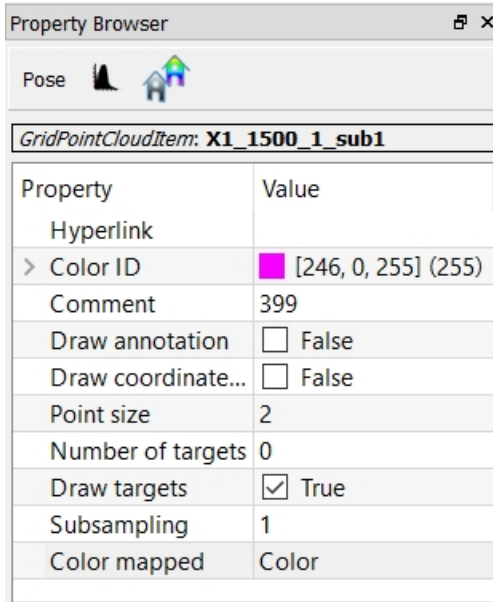 Property Browser
Pose
GridPointCloudItem: X1_1500_1_sub1
Property Value
Hyperlink
Color ID [246, 0, 255] (255)
Comment 399
Draw annotation False
Draw coordinate... False
Point size 2
Number of targets 0
Draw targets True
Subsampling 1
Color mapped Color